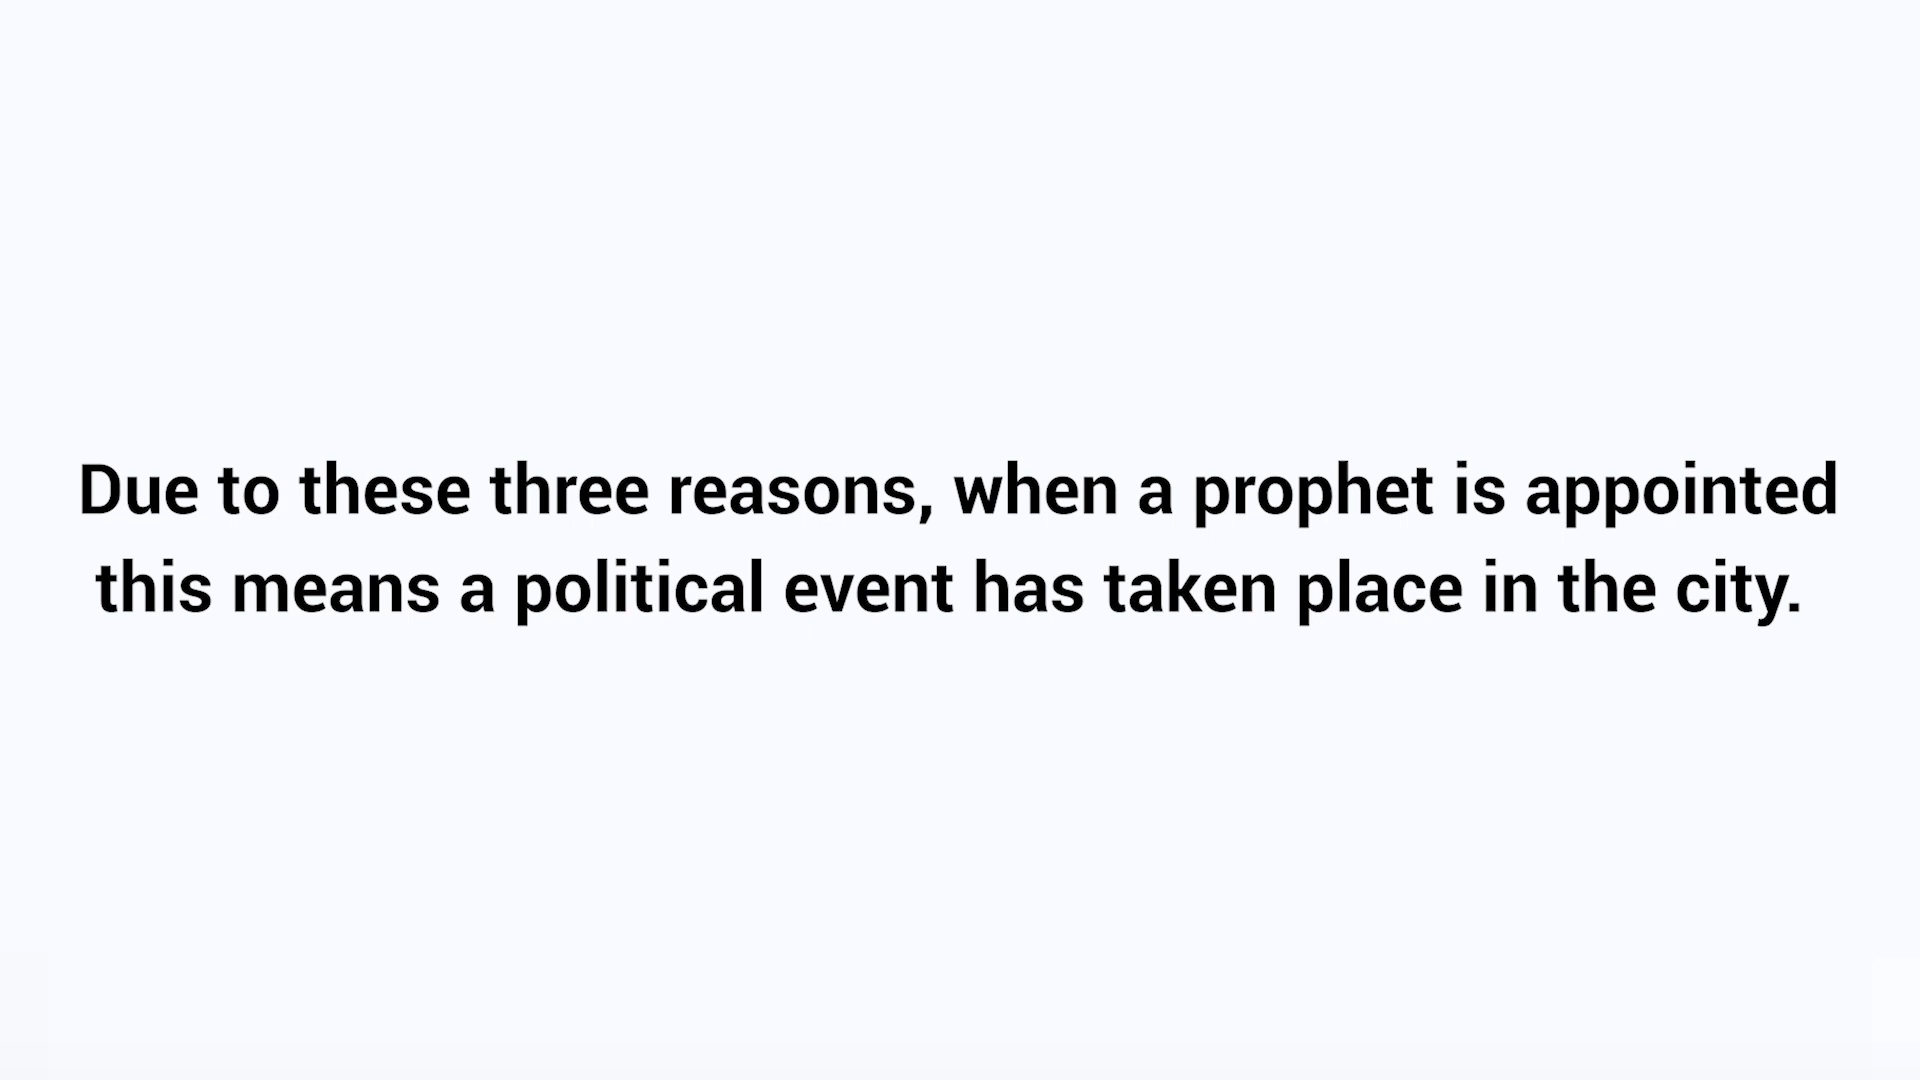 Due to these three reasons, when a prophet is appointed
this means a political event has taken place in the city.